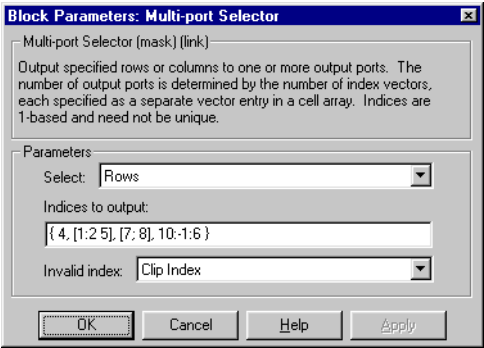 Block Parameters: Multi-port Selector
Multi-port Selector (mask) (link)
Output specified rows or columns to one or more output ports. The
number of output ports is determined by the number of index vectors,
each specified as a separate vector entry in a cell array. Indices are
1-based and need not be unique.
Parameters
Select: Rows
Indices to output:
{ 4, [1:2 5], [7; 8], 10:-1:6 }
Invalid index: Clip Index
OK Cancel Help Apply